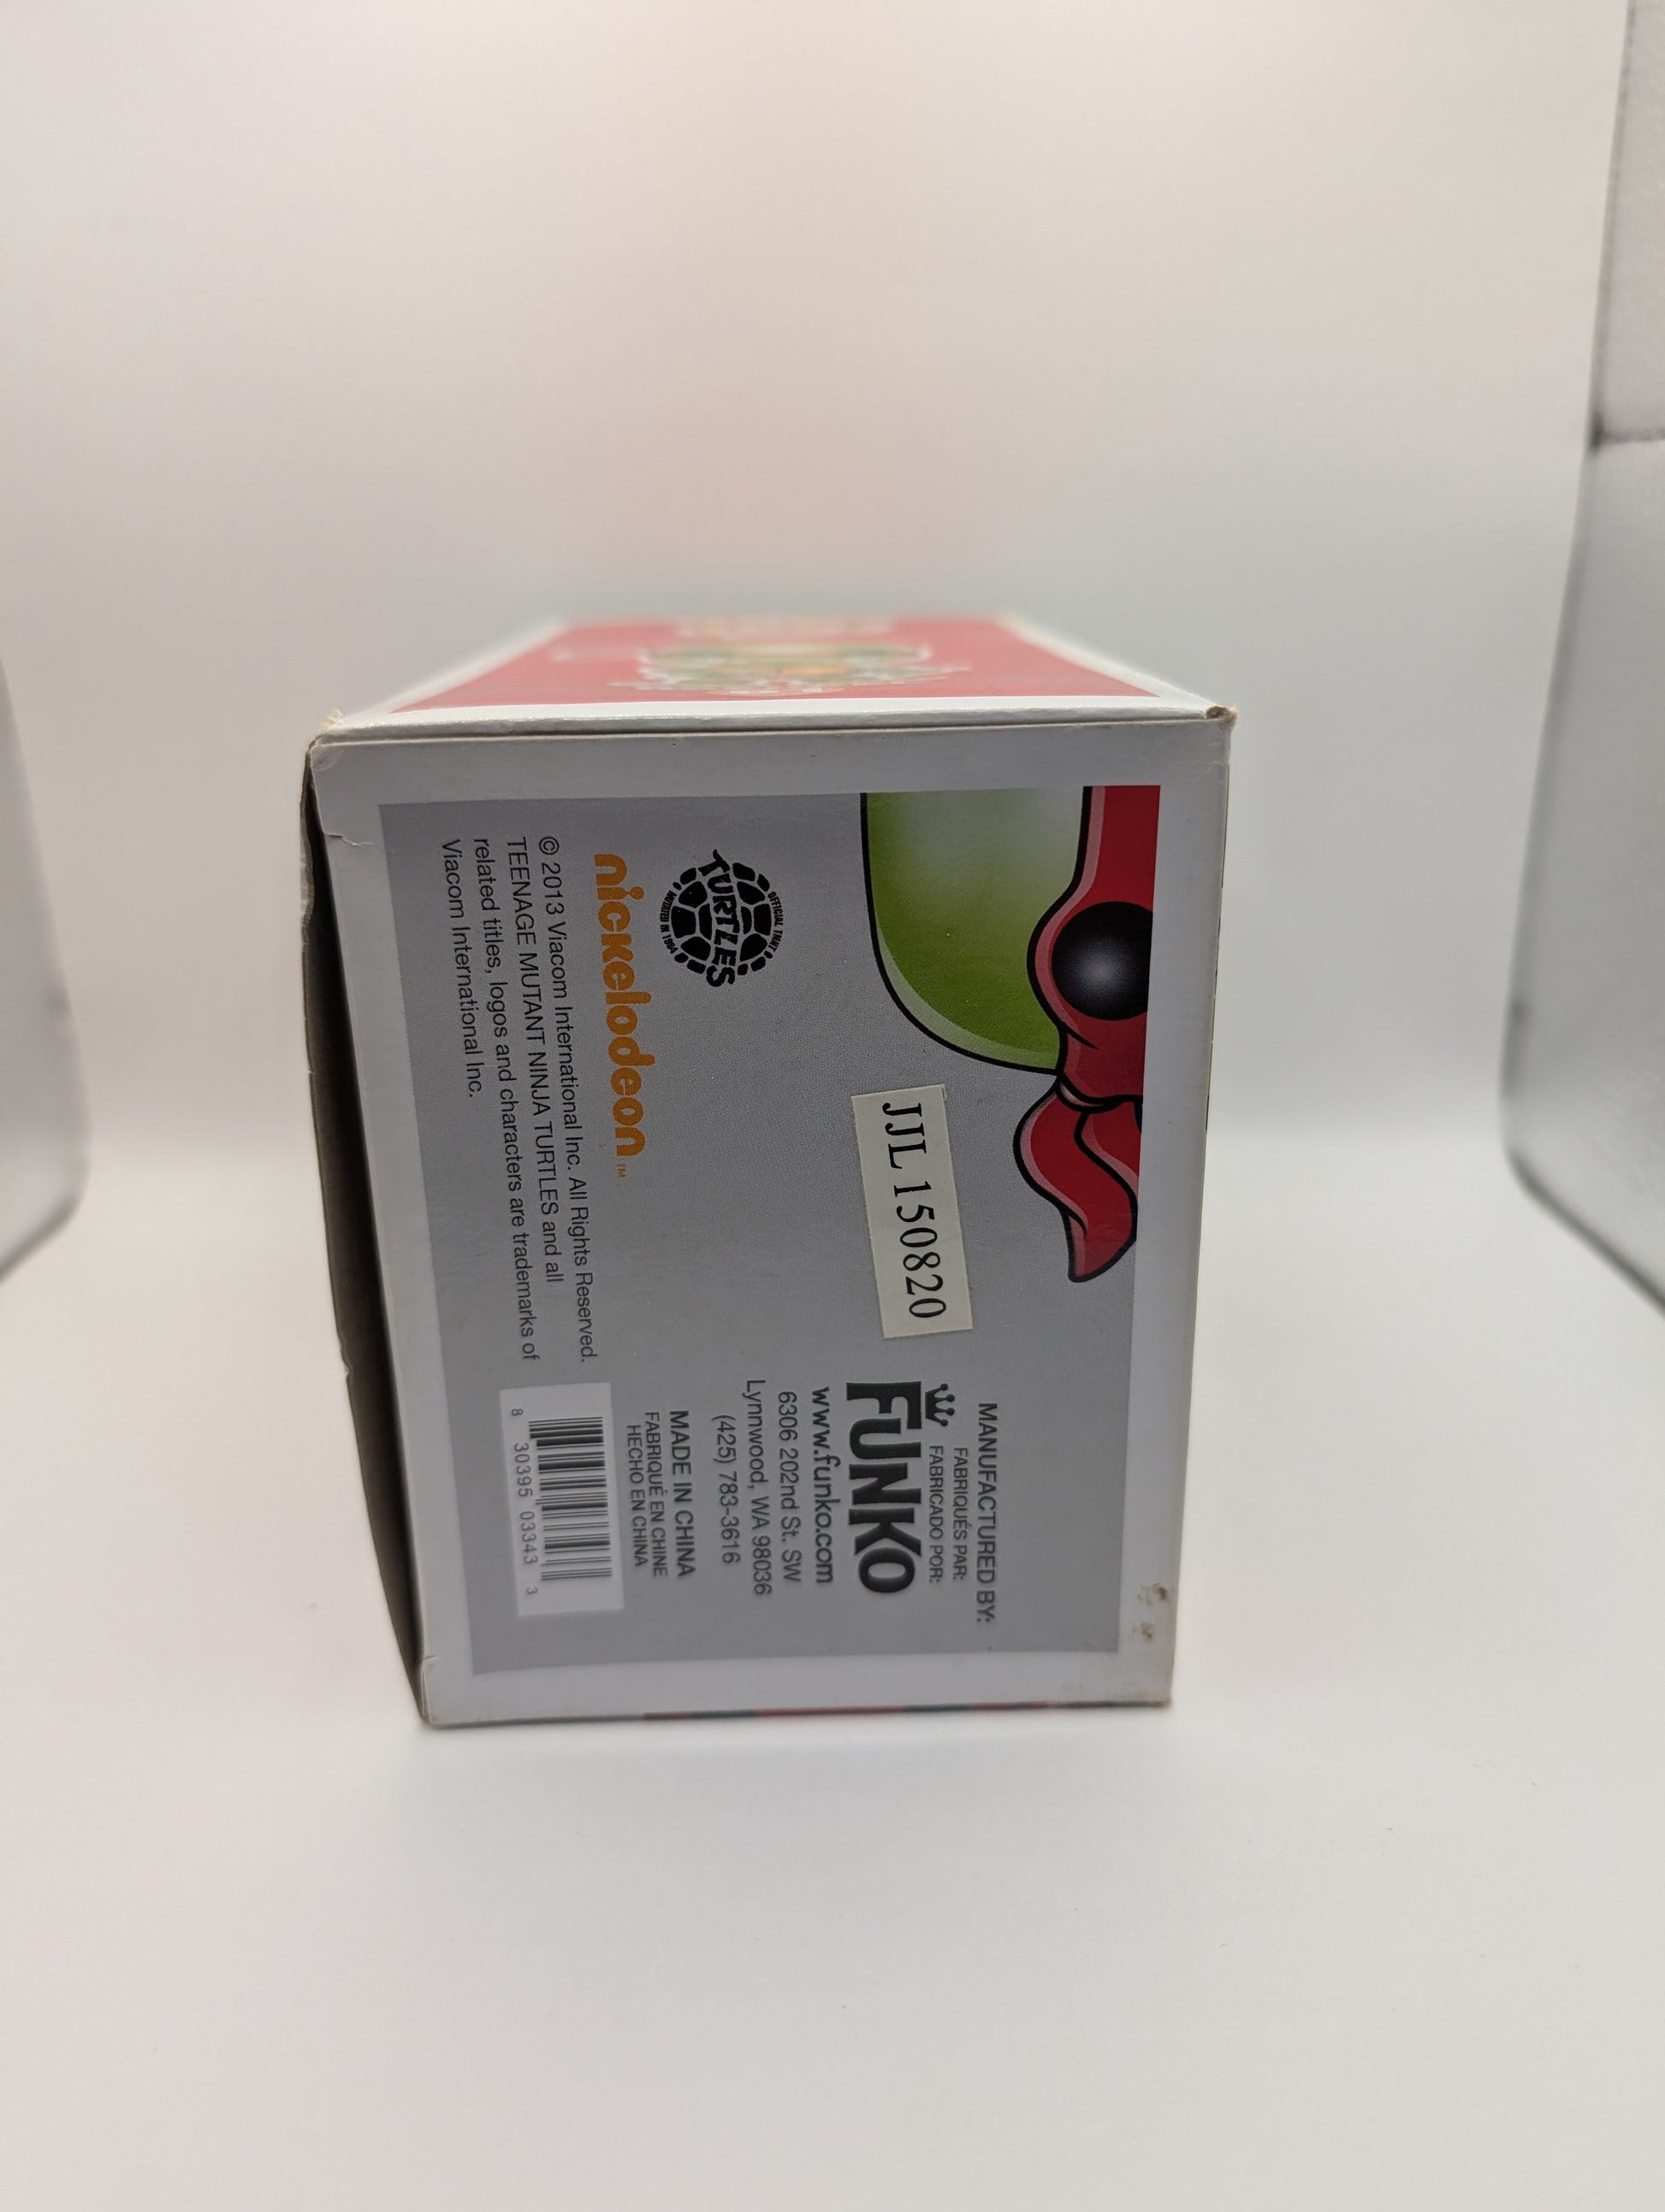 OFFICIAL TMNT
TURTLES
nickelodeon™
© 2013 Viacom International Inc. All Rights Reserved.
TEENAGE MUTANT NINJA TURTLES and all
related titles, logos and characters are trademarks of
Viacom International Inc.
JJL 150820
MANUFACTURED BY:
FABRIQUÉS PAR:
FABRICADO POR:
FUNKO
www.funko.com
6306 202nd St. SW
Lynnwood, WA 98036
(425) 783-3616
MADE IN CHINA
FABRIQUÉ EN CHINE
HECHO EN CHINA
8 30395 03343 3